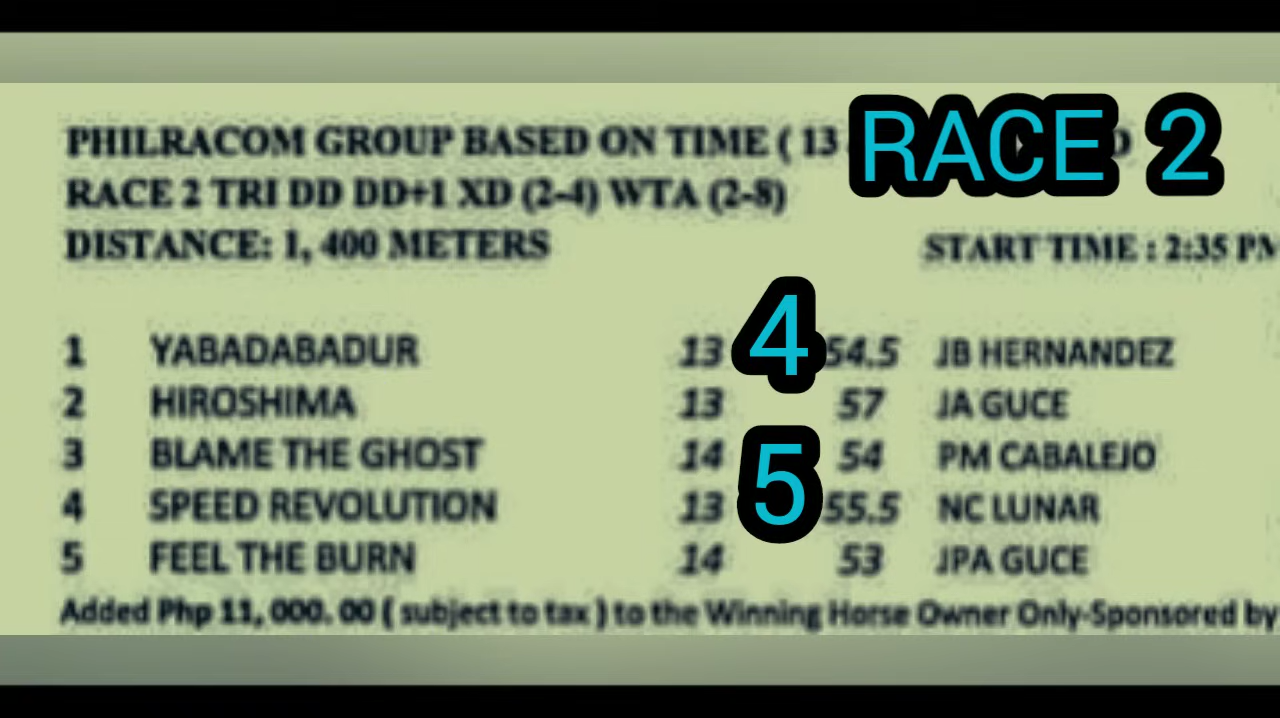 PHILRACOM GROUP BASED ON TIME ( 13
RACE 2
RACE 2 TRI DD DD+1 XD (2-4) WTA (2-8)
DISTANCE: 1, 400 METERS START TIME : 2:35 PM
4
1 YABADABADUR 13 54.5 JB HERNANDEZ
2 HIROSHIMA 13 57 JA GUCE
3 BLAME THE GHOST 14 54 PM CABALEJO
5
4 SPEED REVOLUTION 13 55.5 NC LUNAR
5 FEEL THE BURN 14 53 JPA GUCE
Added Php 11, 000. 00 ( subject to tax ) to the Winning Horse Owner Only-Sponsored by